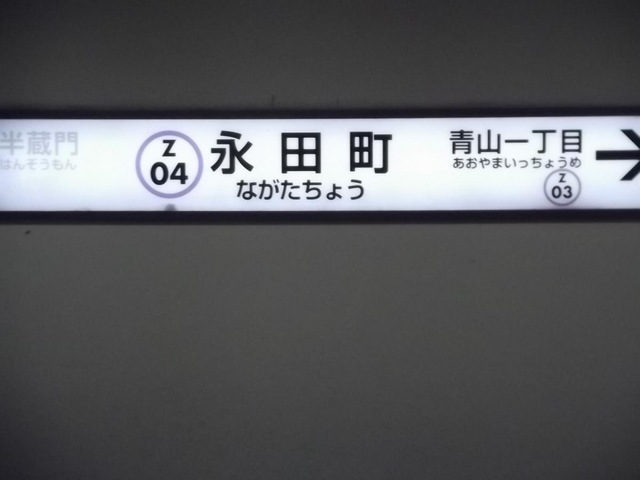 半蔵門
はんぞうもん
Z
04
永田町
ながたちょう
青山一丁目
あおやまいっちょうめ
Z
03